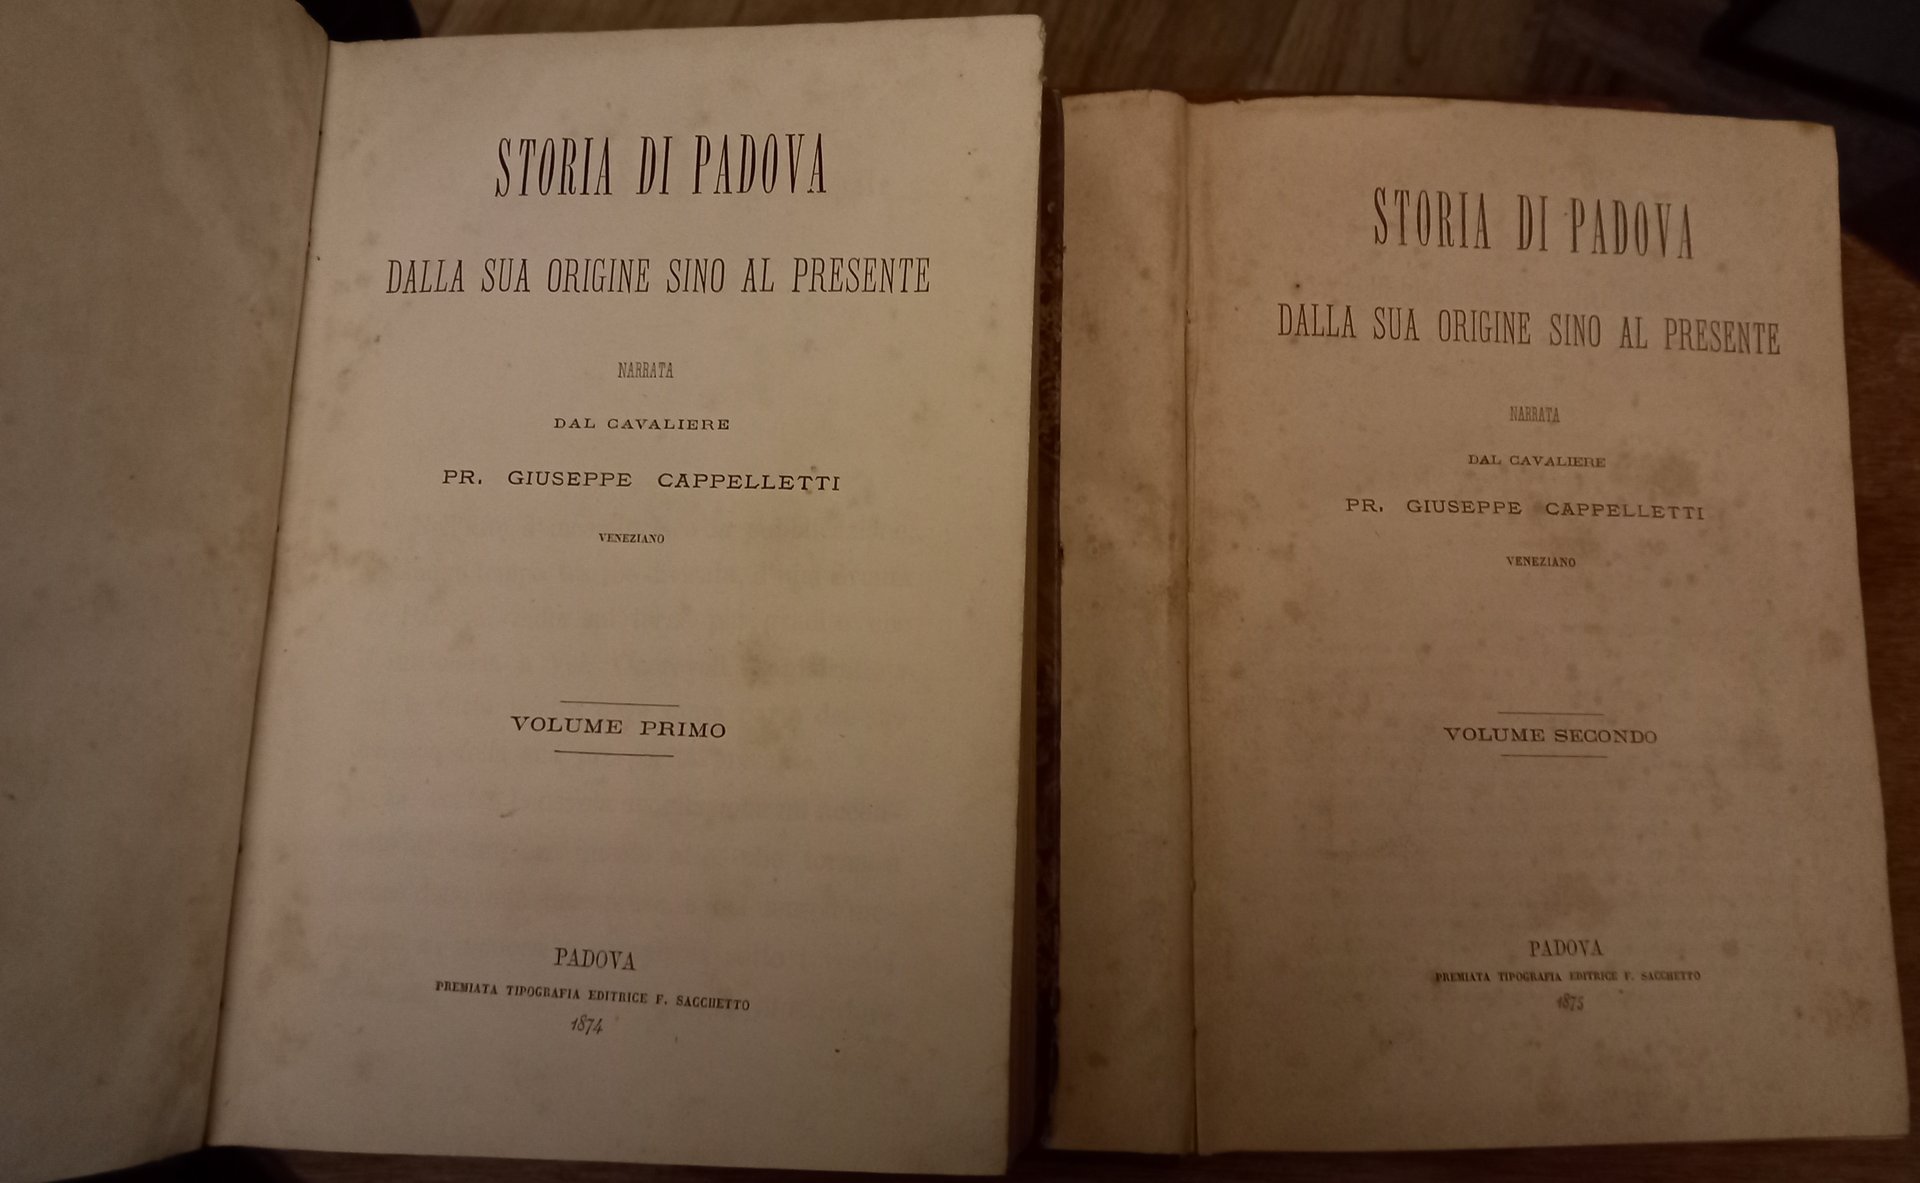 STORIA DI PADOVA
DALLA SUA ORIGINE SINO AL PRESENTE
NARRATA
DAL CAVALIERE
PR. GIUSEPPE CAPPELLETTI
VENEZIANO
VOLUME PRIMO
PADOVA
PREMIATA TIPOGRAFIA EDITRICE F. SACCHETTO
1874
STORIA DI PADOVA
DALLA SUA ORIGINE SINO AL PRESENTE
NARRATA
DAL CAVALIERE
PR. GIUSEPPE CAPPELLETTI
VENEZIANO
VOLUME SECONDO
PADOVA
PREMIATA TIPOGRAFIA EDITRICE F. SACCHETTO
1875